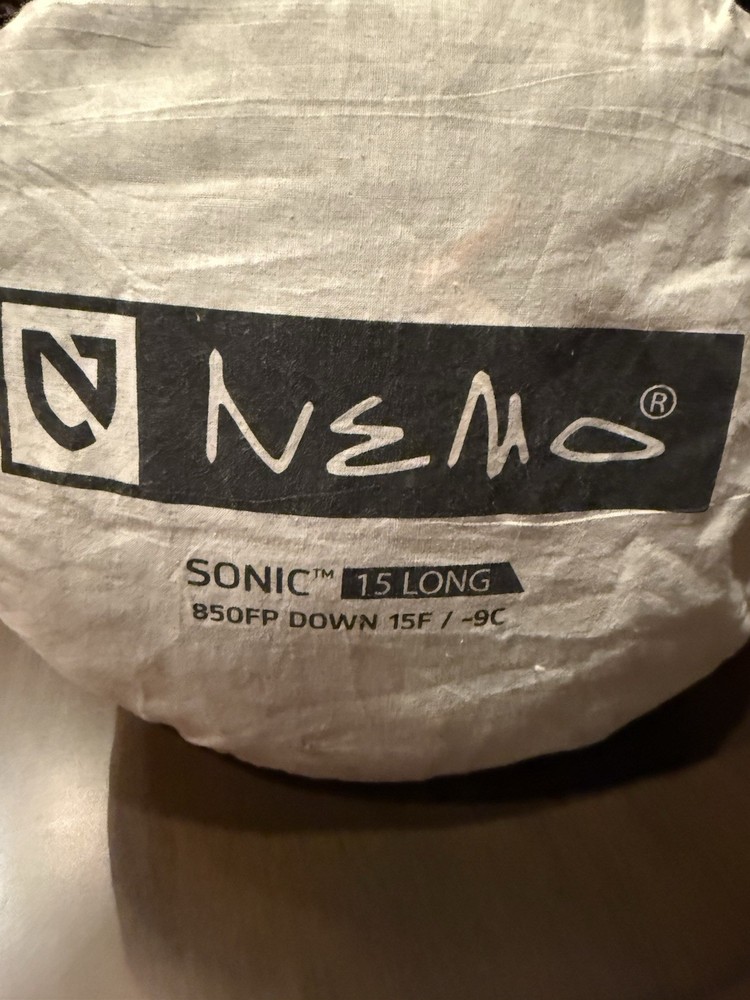 NEMO®
SONIC™ 15 LONG
850FP DOWN 15F / -9C